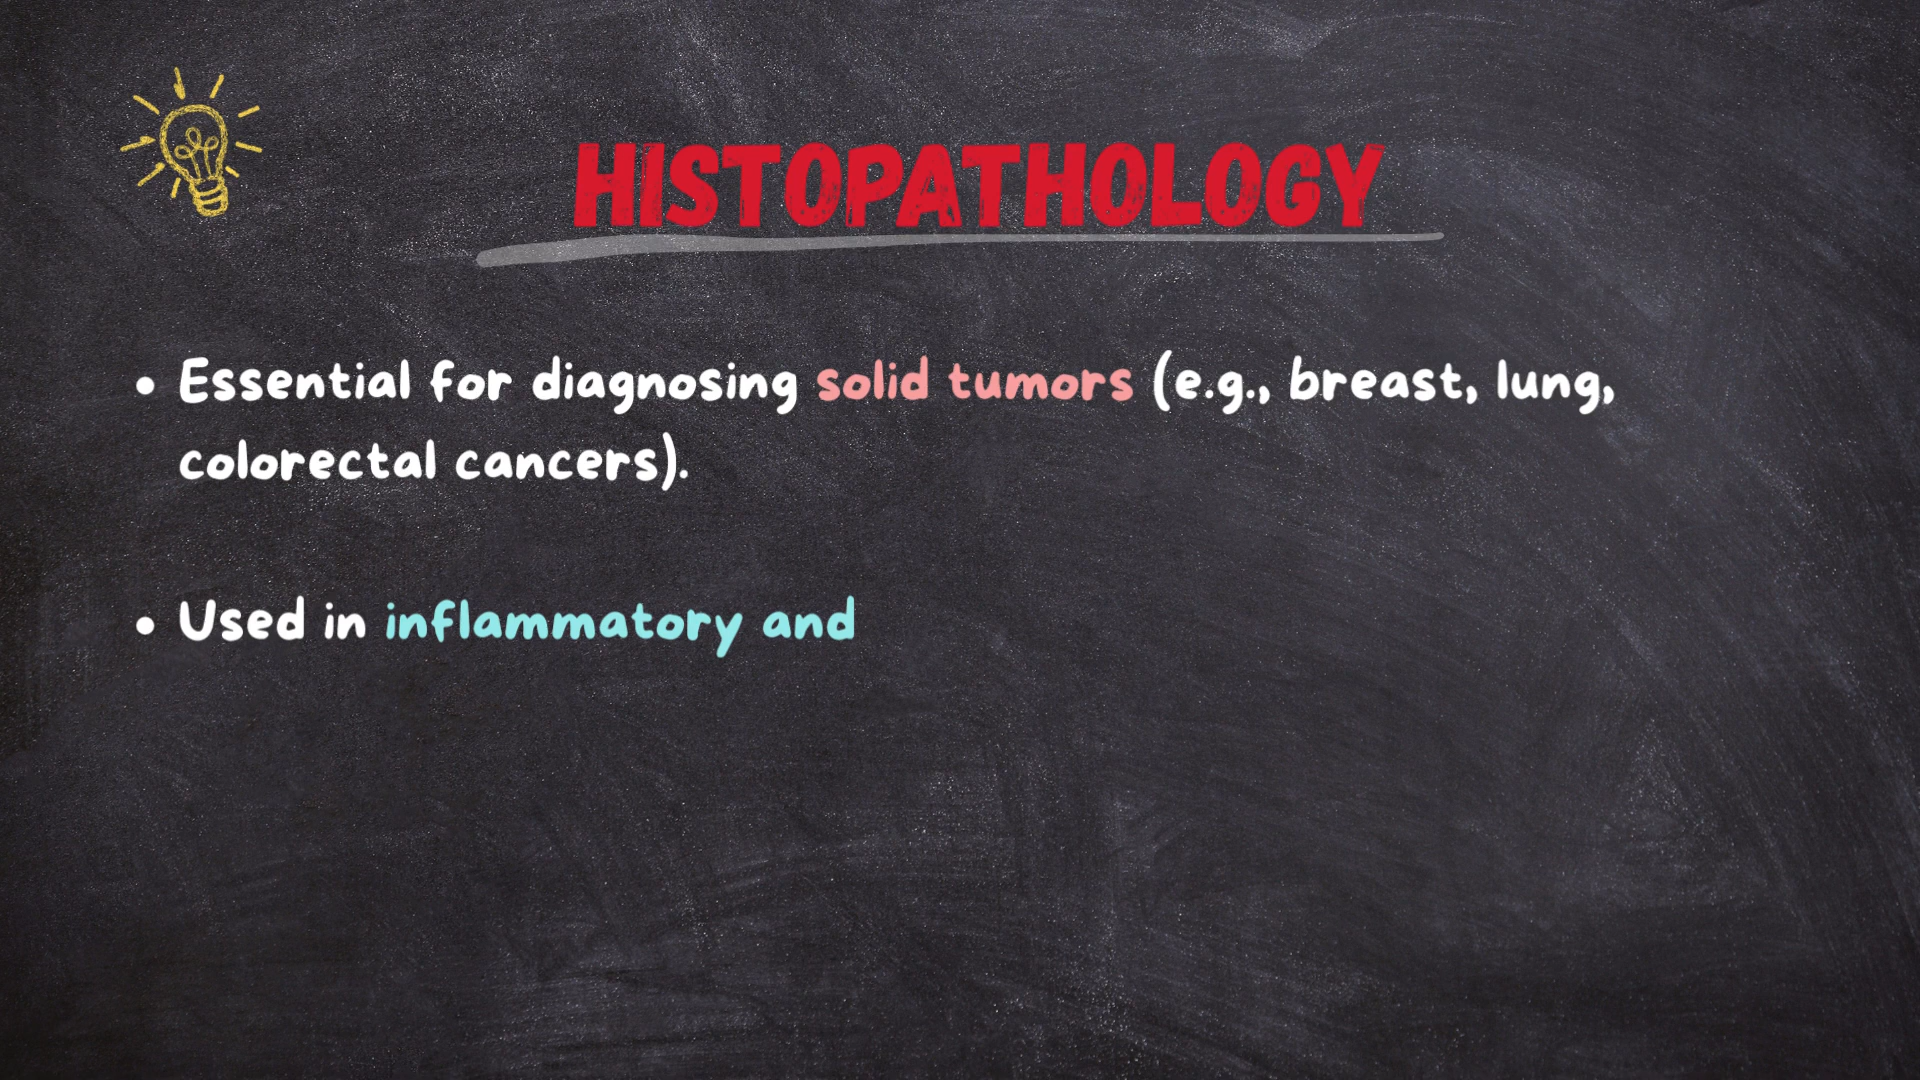 HISTOPATHOLOGY
• Essential for diagnosing solid tumors (e.g., breast, lung,
colorectal cancers).
• Used in inflammatory and